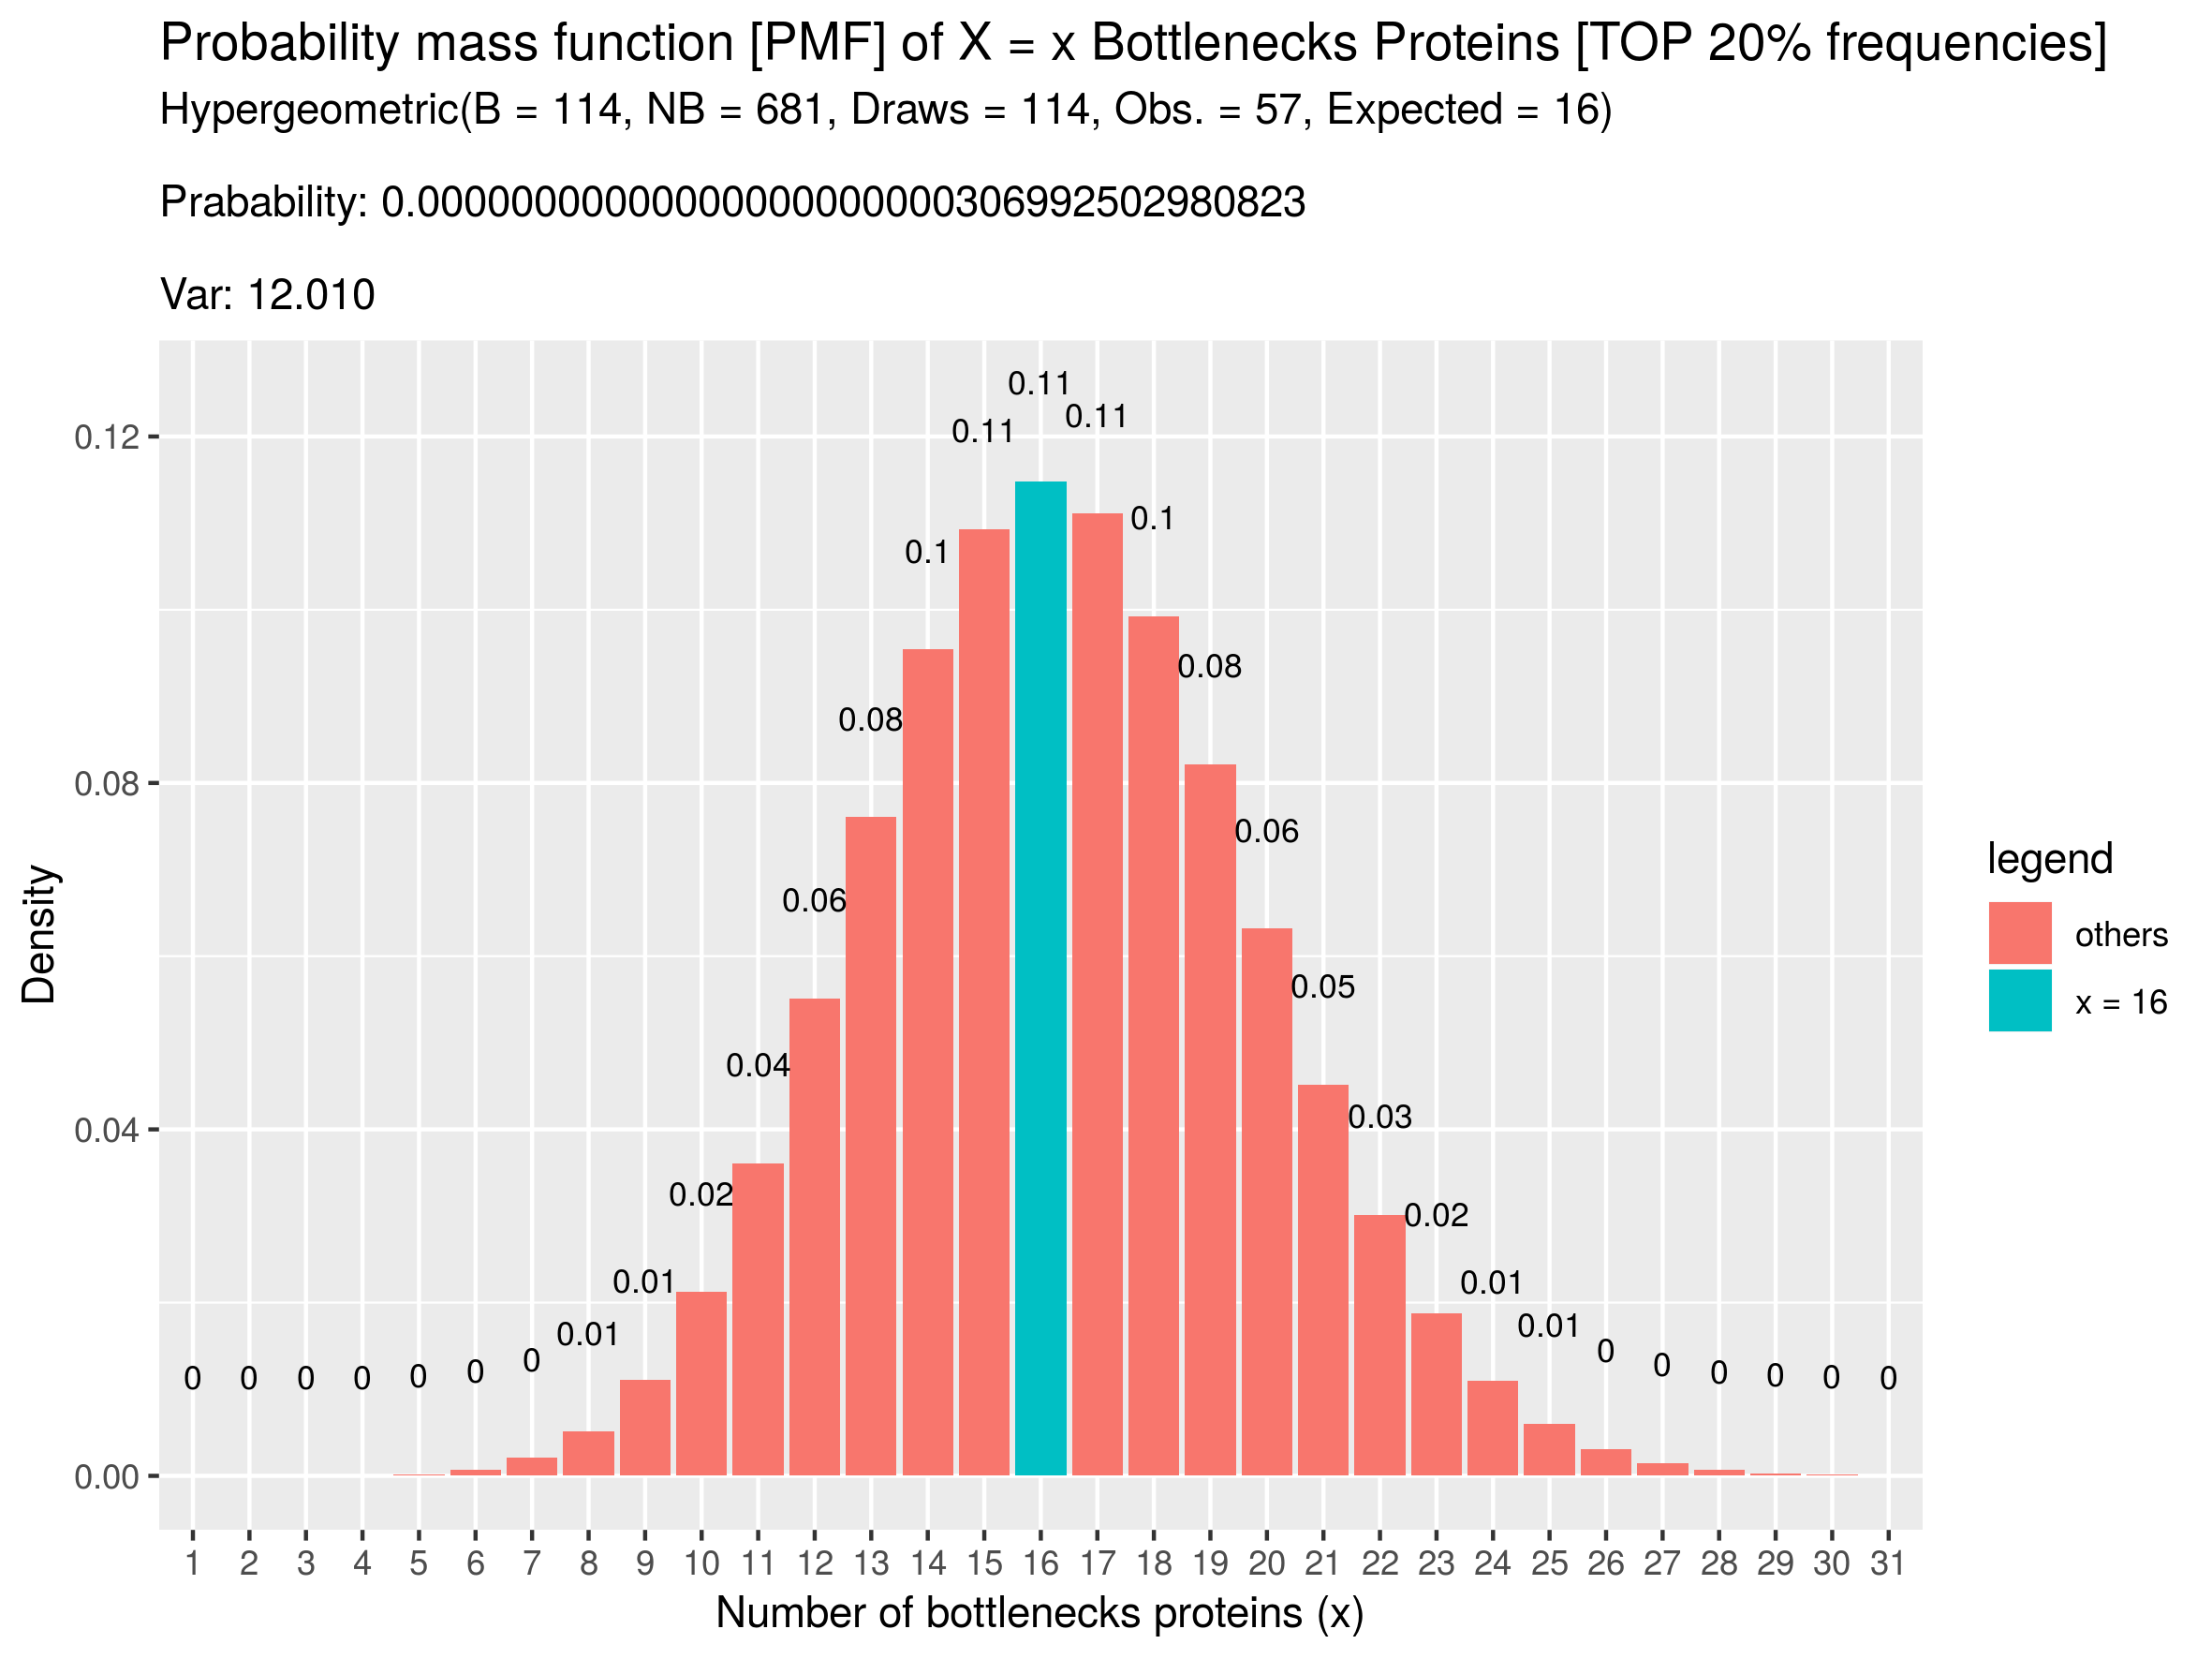 Probability mass function [PMF] of X = x Bottlenecks Proteins [TOP 20% frequencies]
Hypergeometric(B = 114, NB = 681, Draws = 114, Obs. = 57, Expected = 16)
Prabability: 0.00000000000000000000000306992502980823
Var: 12.010
0.11
0.11
0.11
0.12
0.1
0.1
0.08
0.08
0.08
0.06
0.06
0.05
0.04
0.03
0.04
0.02
0.02
0.01
0.01
0.01
0.01
0 0 0 0 0 0 0
0 0 0 0 0 0
0.00
1 2 3 4 5 6 7 8 9 10 11 12 13 14 15 16 17 18 19 20 21 22 23 24 25 26 27 28 29 30 31
Number of bottlenecks proteins (x)
Density
legend
others
x = 16